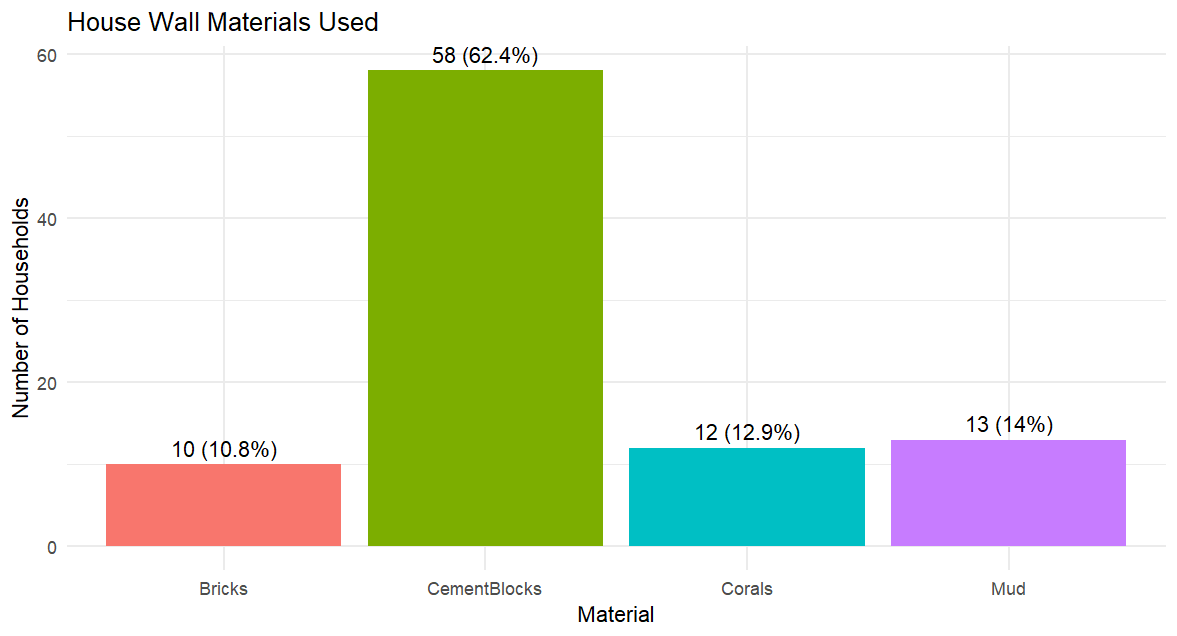 House Wall Materials Used
Number of Households
60
40
20
0
10 (10.8%)
58 (62.4%)
12 (12.9%)
13 (14%)
Bricks
CementBlocks
Corals
Mud
Material